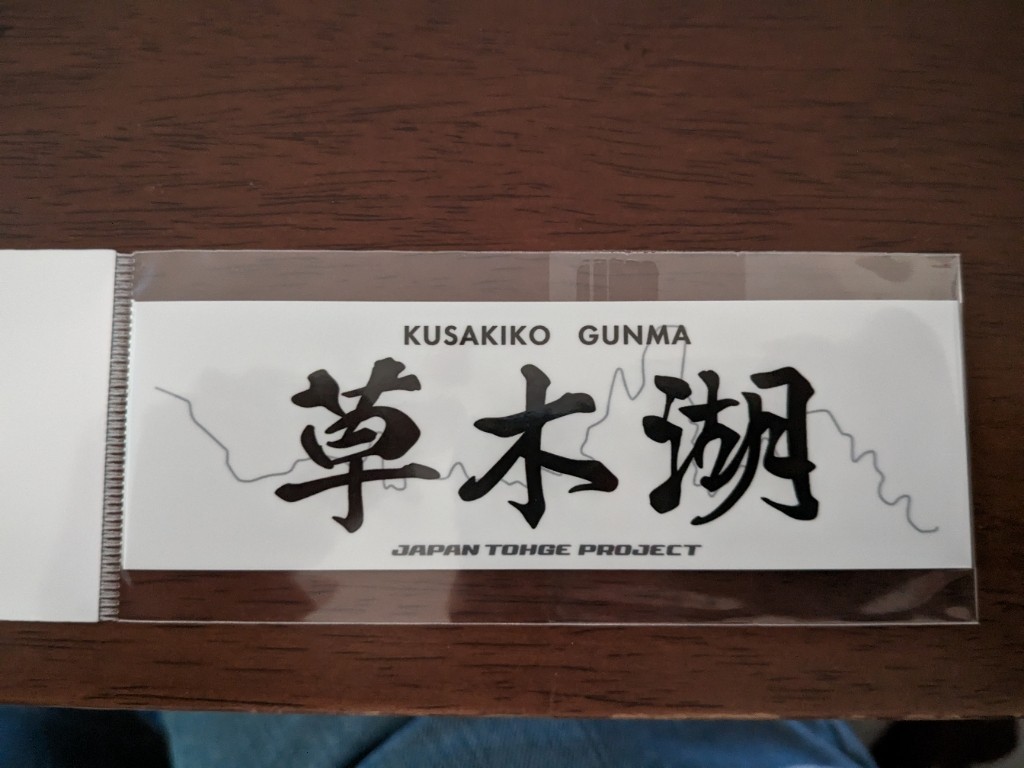 KUSAKIKO GUNMA
草木湖
JAPAN TOHGE PROJECT